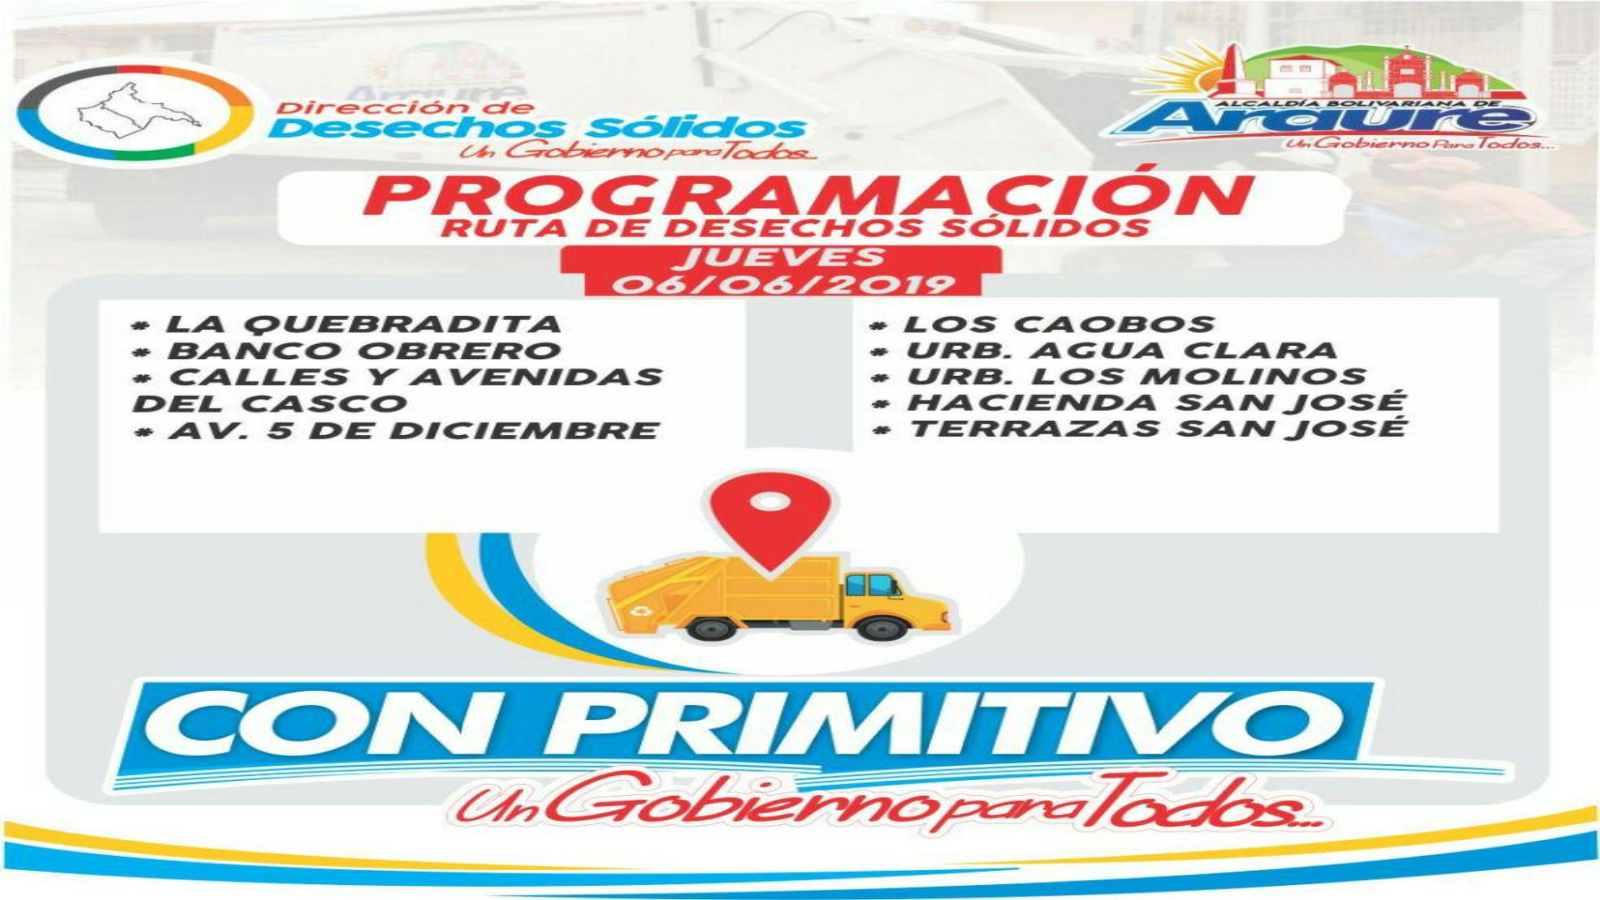 Dirección de
Desechos Sólidos
Un Gobierno para Todos...
ALCALDÍA BOLIVARIANA DE
Araure
Un Gobierno Para Todos...
Araure
PROGRAMACIÓN
RUTA DE DESECHOS SÓLIDOS
JUEVES
06/06/2019
* LA QUEBRADITA
* BANCO OBRERO
* CALLES Y AVENIDAS
DEL CASCO
* AV. 5 DE DICIEMBRE
* LOS CAOBOS
* URB. AGUA CLARA
* URB. LOS MOLINOS
* HACIENDA SAN JOSÉ
* TERRAZAS SAN JOSÉ
CON PRIMITIVO
Un Gobierno para Todos...